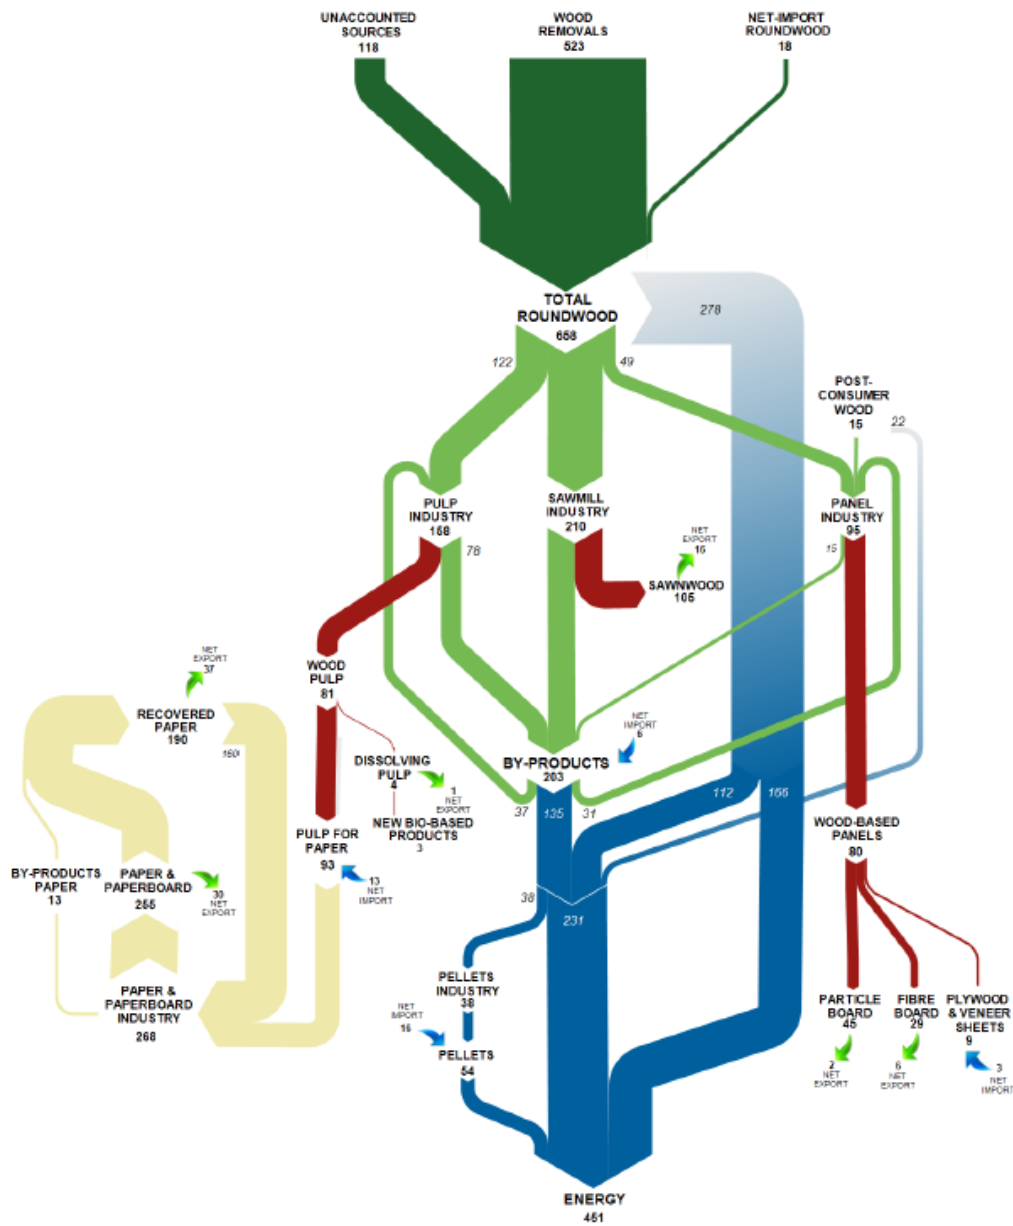 UNACCOUNTED
SOURCES
118
WOOD
REMOVALS
523
NET-IMPORT
ROUNDWOOD
18
TOTAL
ROUNDWOOD
658
278
122
49
POST-
CONSUMER
WOOD
15
22
PULP
INDUSTRY
158
SAWMILL
INDUSTRY
210
PANEL
INDUSTRY
95
78
NET
EXPORT
16
15
SAWNWOOD
105
NET
EXPORT
37
WOOD
PULP
81
RECOVERED
PAPER
190
160
NET
IMPORT
6
DISSOLVING
PULP
4
BY-PRODUCTS
203
1
NET
EXPORT
112
166
37
135
31
NEW BIO-BASED
PRODUCTS
3
PULP FOR
PAPER
93
WOOD-BASED
PANELS
80
BY-PRODUCTS
PAPER
13
PAPER &
PAPERBOARD
255
30
NET
EXPORT
13
NET
IMPORT
38
231
PELLETS
INDUSTRY
38
PAPER &
PAPERBOARD
INDUSTRY
268
NET
IMPORT
16
PELLETS
54
PARTICLE
BOARD
45
FIBRE
BOARD
29
PLYWOOD
& VENEER
SHEETS
9
2
NET
EXPORT
6
NET
EXPORT
3
NET
IMPORT
ENERGY
451